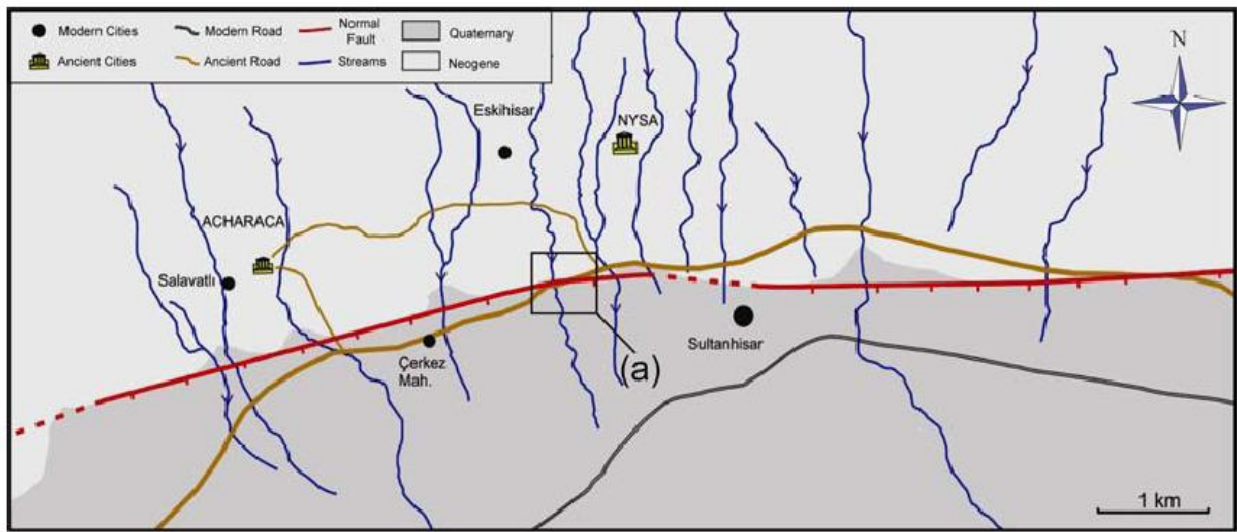 Modern Cities
Modern Road
Normal
Fault
Quaternary
Ancient Cities
Ancient Road
Streams
Neogene
N
Eskihisar
NYSA
ACHARACA
Salavatlı
Çerkez
Mah.
(a)
Sultanhisar
1 km